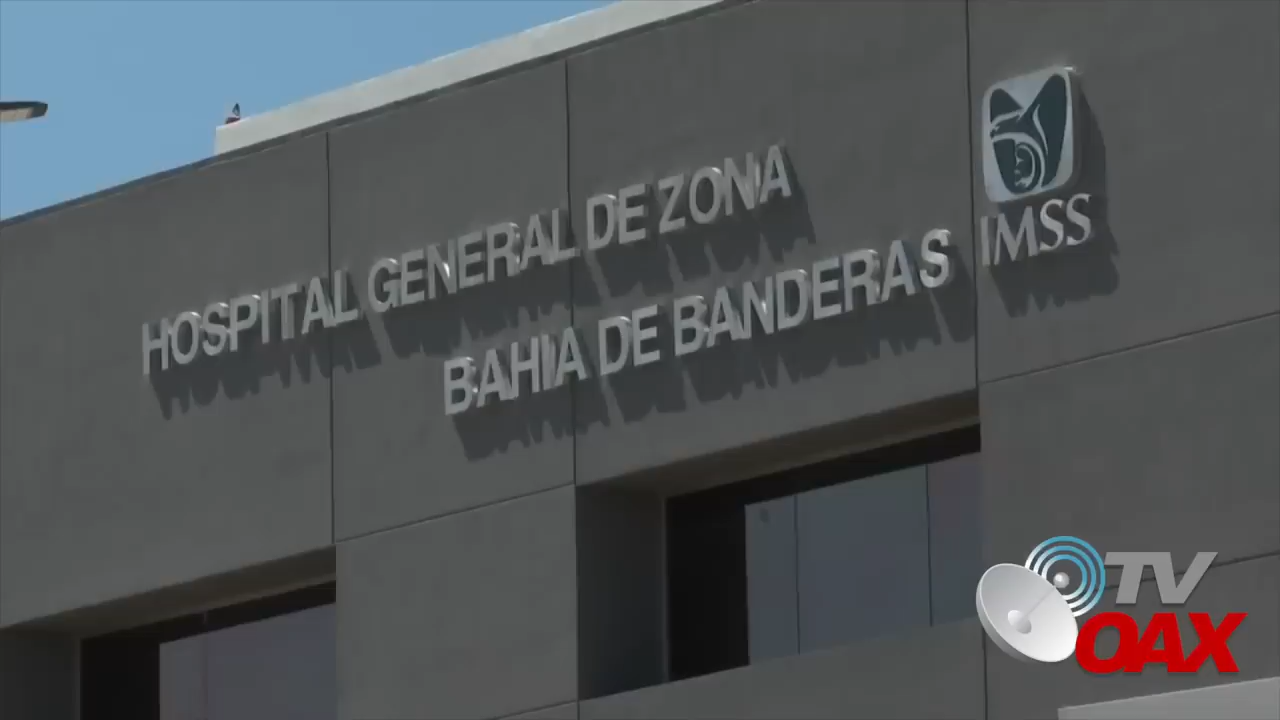 HOSPITAL GENERAL DE ZONA
BAHIA DE BANDERAS
IMSS
TV
OAX